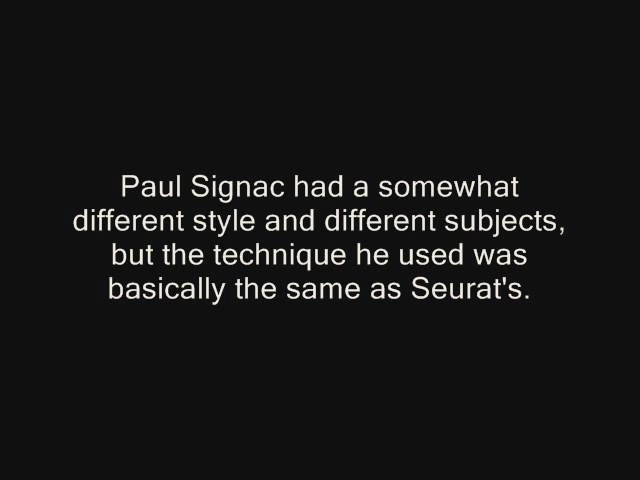 Paul Signac had a somewhat
different style and different subjects,
but the technique he used was
basically the same as Seurat's.